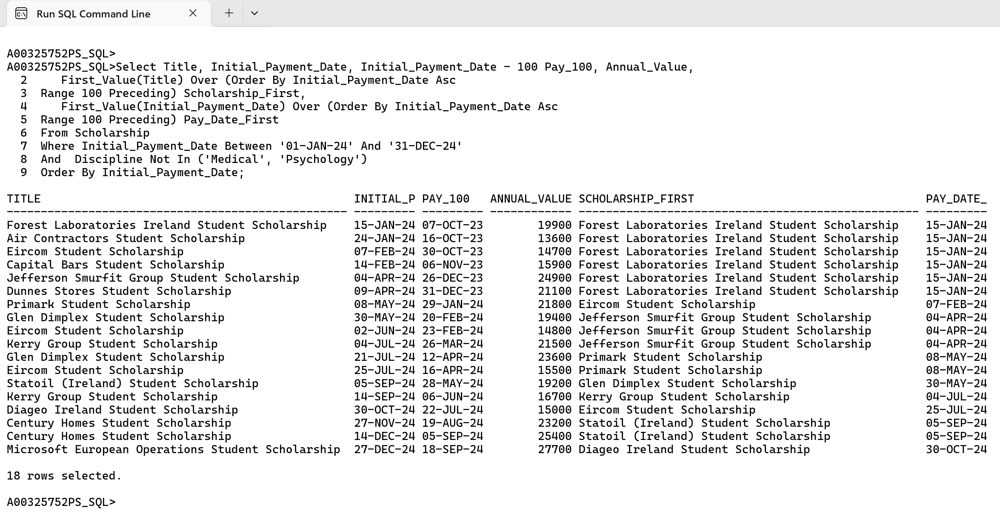 Run SQL Command Line
A00325752PS_SQL>
A00325752PS_SQL>Select Title, Initial_Payment_Date, Initial_Payment_Date - 100 Pay_100, Annual_Value,
  2     First_Value(Title) Over (Order By Initial_Payment_Date Asc
  3  Range 100 Preceding) Scholarship_First,
  4     First_Value(Initial_Payment_Date) Over (Order By Initial_Payment_Date Asc
  5  Range 100 Preceding) Pay_Date_First
  6  From Scholarship
  7  Where Initial_Payment_Date Between '01-JAN-24' And '31-DEC-24'
  8  And  Discipline Not In ('Medical', 'Psychology')
  9  Order By Initial_Payment_Date;
TITLE                                              INITIAL_P PAY_100   ANNUAL_VALUE SCHOLARSHIP_FIRST                                  PAY_DATE_
-------------------------------------------------- --------- --------- ------------ -------------------------------------------------- ---------
Forest Laboratories Ireland Student Scholarship    15-JAN-24 07-OCT-23        19900 Forest Laboratories Ireland Student Scholarship    15-JAN-24
Air Contractors Student Scholarship                24-JAN-24 16-OCT-23        13600 Forest Laboratories Ireland Student Scholarship    15-JAN-24
Eircom Student Scholarship                         07-FEB-24 30-OCT-23        14700 Forest Laboratories Ireland Student Scholarship    15-JAN-24
Capital Bars Student Scholarship                   14-FEB-24 06-NOV-23        15900 Forest Laboratories Ireland Student Scholarship    15-JAN-24
Jefferson Smurfit Group Student Scholarship        04-APR-24 26-DEC-23        24900 Forest Laboratories Ireland Student Scholarship    15-JAN-24
Dunnes Stores Student Scholarship                  09-APR-24 31-DEC-23        21100 Forest Laboratories Ireland Student Scholarship    15-JAN-24
Primark Student Scholarship                        08-MAY-24 29-JAN-24        21800 Eircom Student Scholarship                         07-FEB-24
Glen Dimplex Student Scholarship                   30-MAY-24 20-FEB-24        19400 Jefferson Smurfit Group Student Scholarship        04-APR-24
Eircom Student Scholarship                         02-JUN-24 23-FEB-24        14800 Jefferson Smurfit Group Student Scholarship        04-APR-24
Kerry Group Student Scholarship                    04-JUL-24 26-MAR-24        21500 Jefferson Smurfit Group Student Scholarship        04-APR-24
Glen Dimplex Student Scholarship                   21-JUL-24 12-APR-24        23600 Primark Student Scholarship                        08-MAY-24
Eircom Student Scholarship                         25-JUL-24 16-APR-24        15500 Primark Student Scholarship                        08-MAY-24
Statoil (Ireland) Student Scholarship              05-SEP-24 28-MAY-24        19200 Glen Dimplex Student Scholarship                   30-MAY-24
Kerry Group Student Scholarship                    14-SEP-24 06-JUN-24        16700 Kerry Group Student Scholarship                    04-JUL-24
Diageo Ireland Student Scholarship                 30-OCT-24 22-JUL-24        15000 Eircom Student Scholarship                         25-JUL-24
Century Homes Student Scholarship                  27-NOV-24 19-AUG-24        23200 Statoil (Ireland) Student Scholarship              05-SEP-24
Century Homes Student Scholarship                  14-DEC-24 05-SEP-24        25400 Statoil (Ireland) Student Scholarship              05-SEP-24
Microsoft European Operations Student Scholarship  27-DEC-24 18-SEP-24        27700 Diageo Ireland Student Scholarship                 30-OCT-24
18 rows selected.
A00325752PS_SQL>